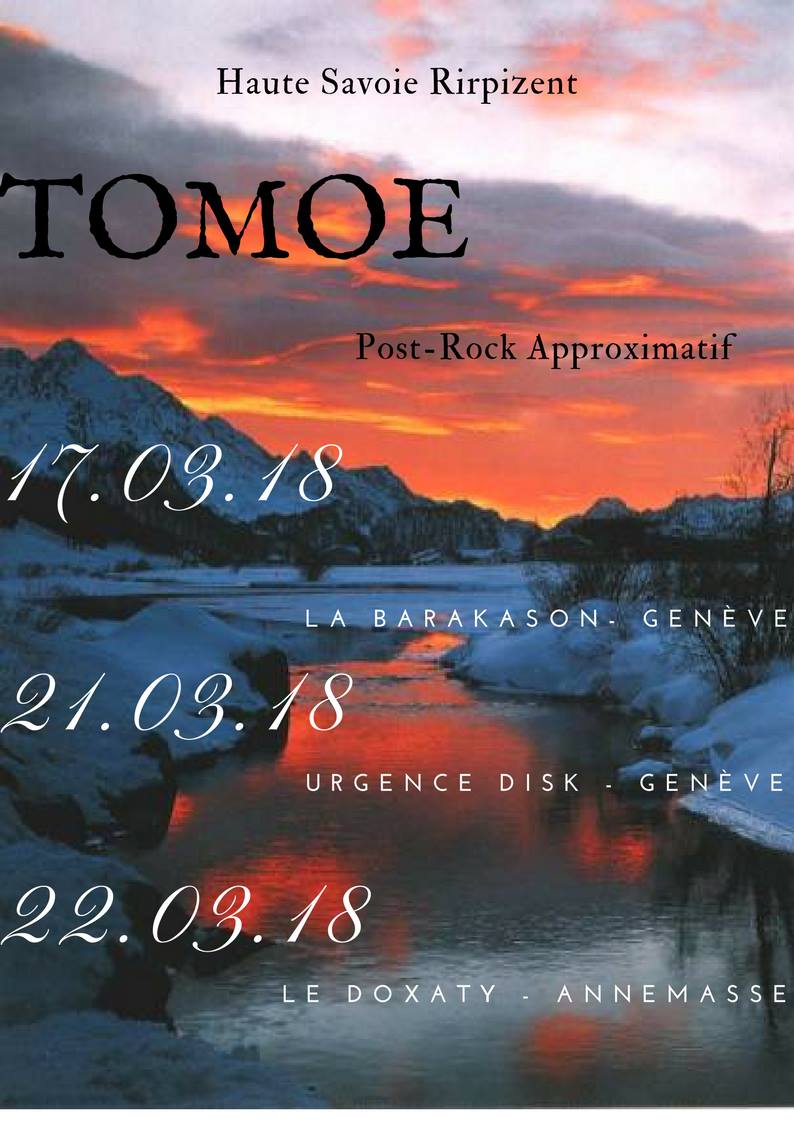 Haute Savoie Rirpizent
TOMOE
Post-Rock Approximatif
17.03.18
LA BARAKASON- GENÈVE
21.03.18
URGENCE DISK - GENÈVE
22.03.18
LE DOXATY - ANNEMASSE